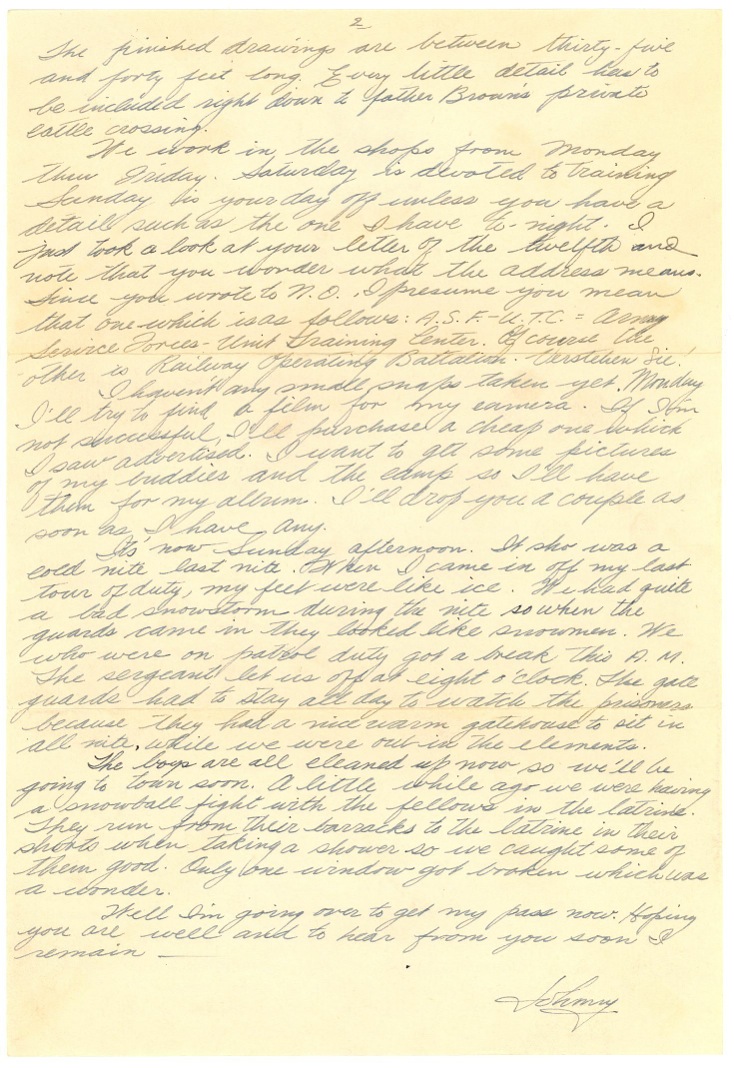 2
The finished drawings are between thirty-five
and forty feet long. Every little detail has to
be included right down to father Brown's private
cattle crossing.
We work in the shops from Monday
thru Friday. Saturday is devoted to training
Sunday is your day off unless you have a
detail such as the one I have to-night. I
just took a look at your letter of the twelfth and
note that you wonder what the address means.
Since you wrote to N.O. I presume you mean
that one which is as follows: A.S.F.-U.T.C. = Army
Service Forces-Unit Training Center. Of course the
other is Railway Operating Battalion. Verstehen Sie!
I havent any small snaps taken yet. Monday
I'll try to find a film for my camera. If I'm
not successful, I'll purchase a cheap one which
I saw advertised. I want to get some pictures
of my buddies and the camp so I'll have
them for my album. I'll drop you a couple as
soon as I have any.
It's now Sunday afternoon. It sho was a
cold nite last nite. When I came in off my last
tour of duty, my feet were like ice. We had quite
a bad snowstorm during the nite so when the
guards came in they looked like snowmen. We
who were on patrol duty got a break this A.M.
The sergeant let us off at eight o'clock. The gate
guards had to stay all day to watch the prisoners
because they had a nice warm gatehouse to sit in
all nite, while we were out in the elements.
The boys are all cleaned up now so we'll be
going to town soon. A little while ago we were having
a snowball fight with the fellows in the latrine.
They run from their barracks to the latrine in their
shorts when taking a shower so we caught some of
them good. Only one window got broken which was
a wonder.
Well I'm going over to get my pass now. Hoping
you are well and to hear from you soon I
remain —
Johnny